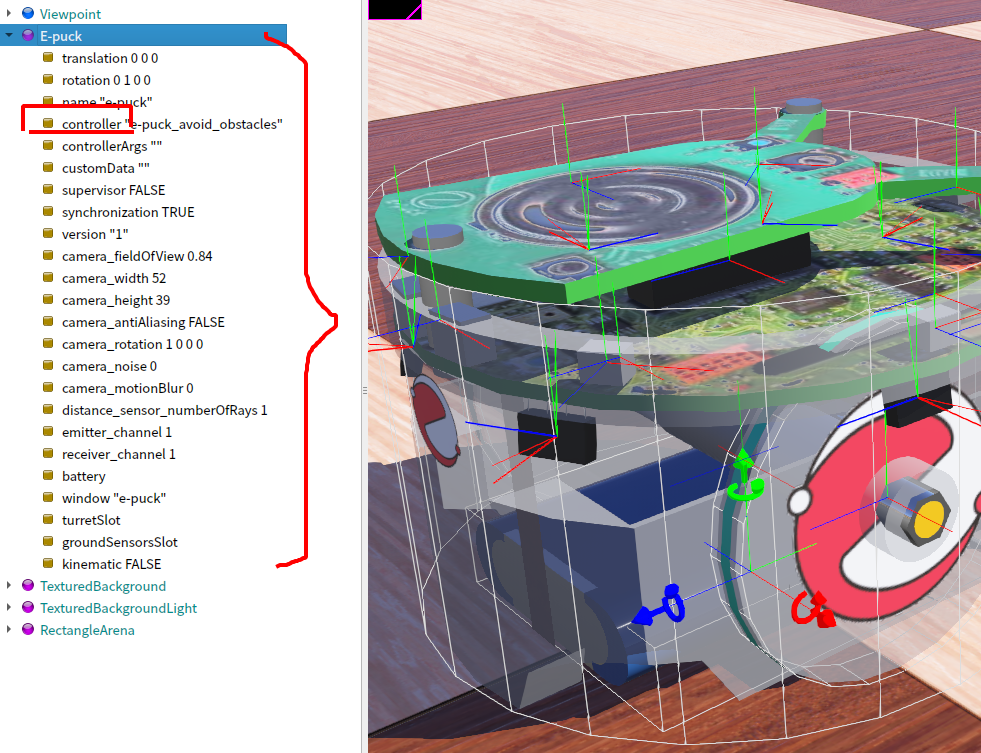 Viewpoint
E-puck
translation 0 0 0
rotation 0 1 0 0
name "e-puck"
controller "e-puck_avoid_obstacles"
controllerArgs ""
customData ""
supervisor FALSE
synchronization TRUE
version "1"
camera_fieldOfView 0.84
camera_width 52
camera_height 39
camera_antiAliasing FALSE
camera_rotation 1 0 0 0
camera_noise 0
camera_motionBlur 0
distance_sensor_numberOfRays 1
emitter_channel 1
receiver_channel 1
battery
window "e-puck"
turretSlot
groundSensorsSlot
kinematic FALSE
TexturedBackground
TexturedBackgroundLight
RectangleArena